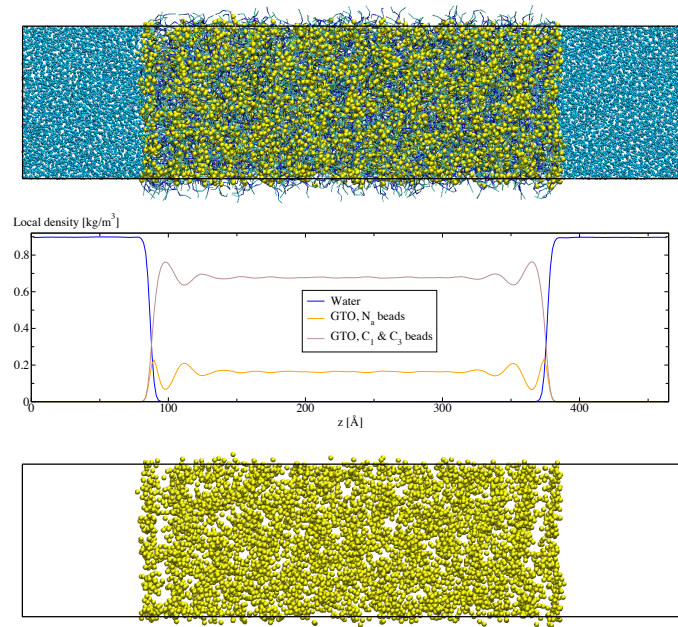 Local density [kg/m³]
0.8
0.6
0.4
0.2
0
Water
GTO, Nₐ beads
GTO, C₁ & C₃ beads
0 100 200 300 400
z [Å]